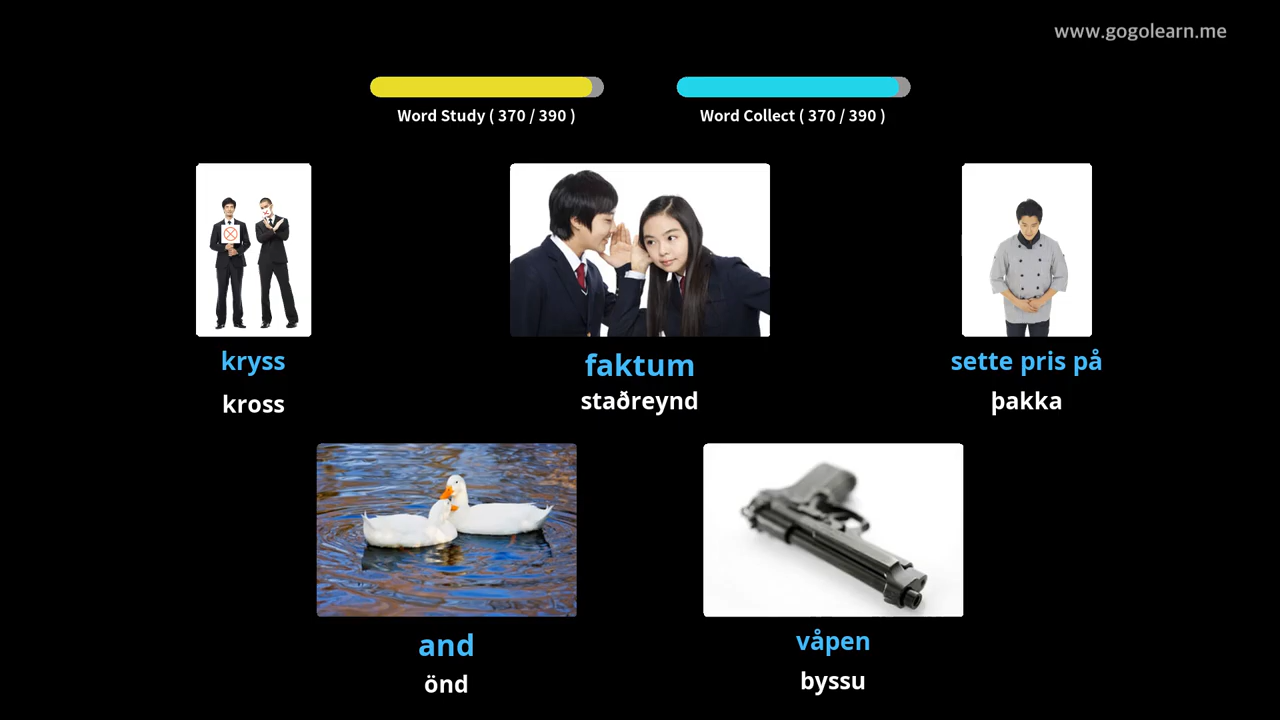 www.gogolearn.me
Word Study ( 370 / 390 )
Word Collect ( 370 / 390 )
kryss
kross
faktum
staðreynd
sette pris på
þakka
and
önd
våpen
byssu